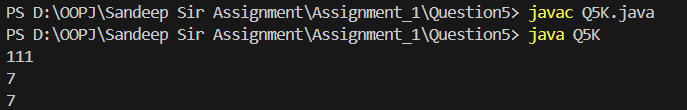 PS D:\OOPJ\Sandeep Sir Assignment\Assignment_1\Question5> javac Q5K.java
PS D:\OOPJ\Sandeep Sir Assignment\Assignment_1\Question5> java Q5K
111
7
7